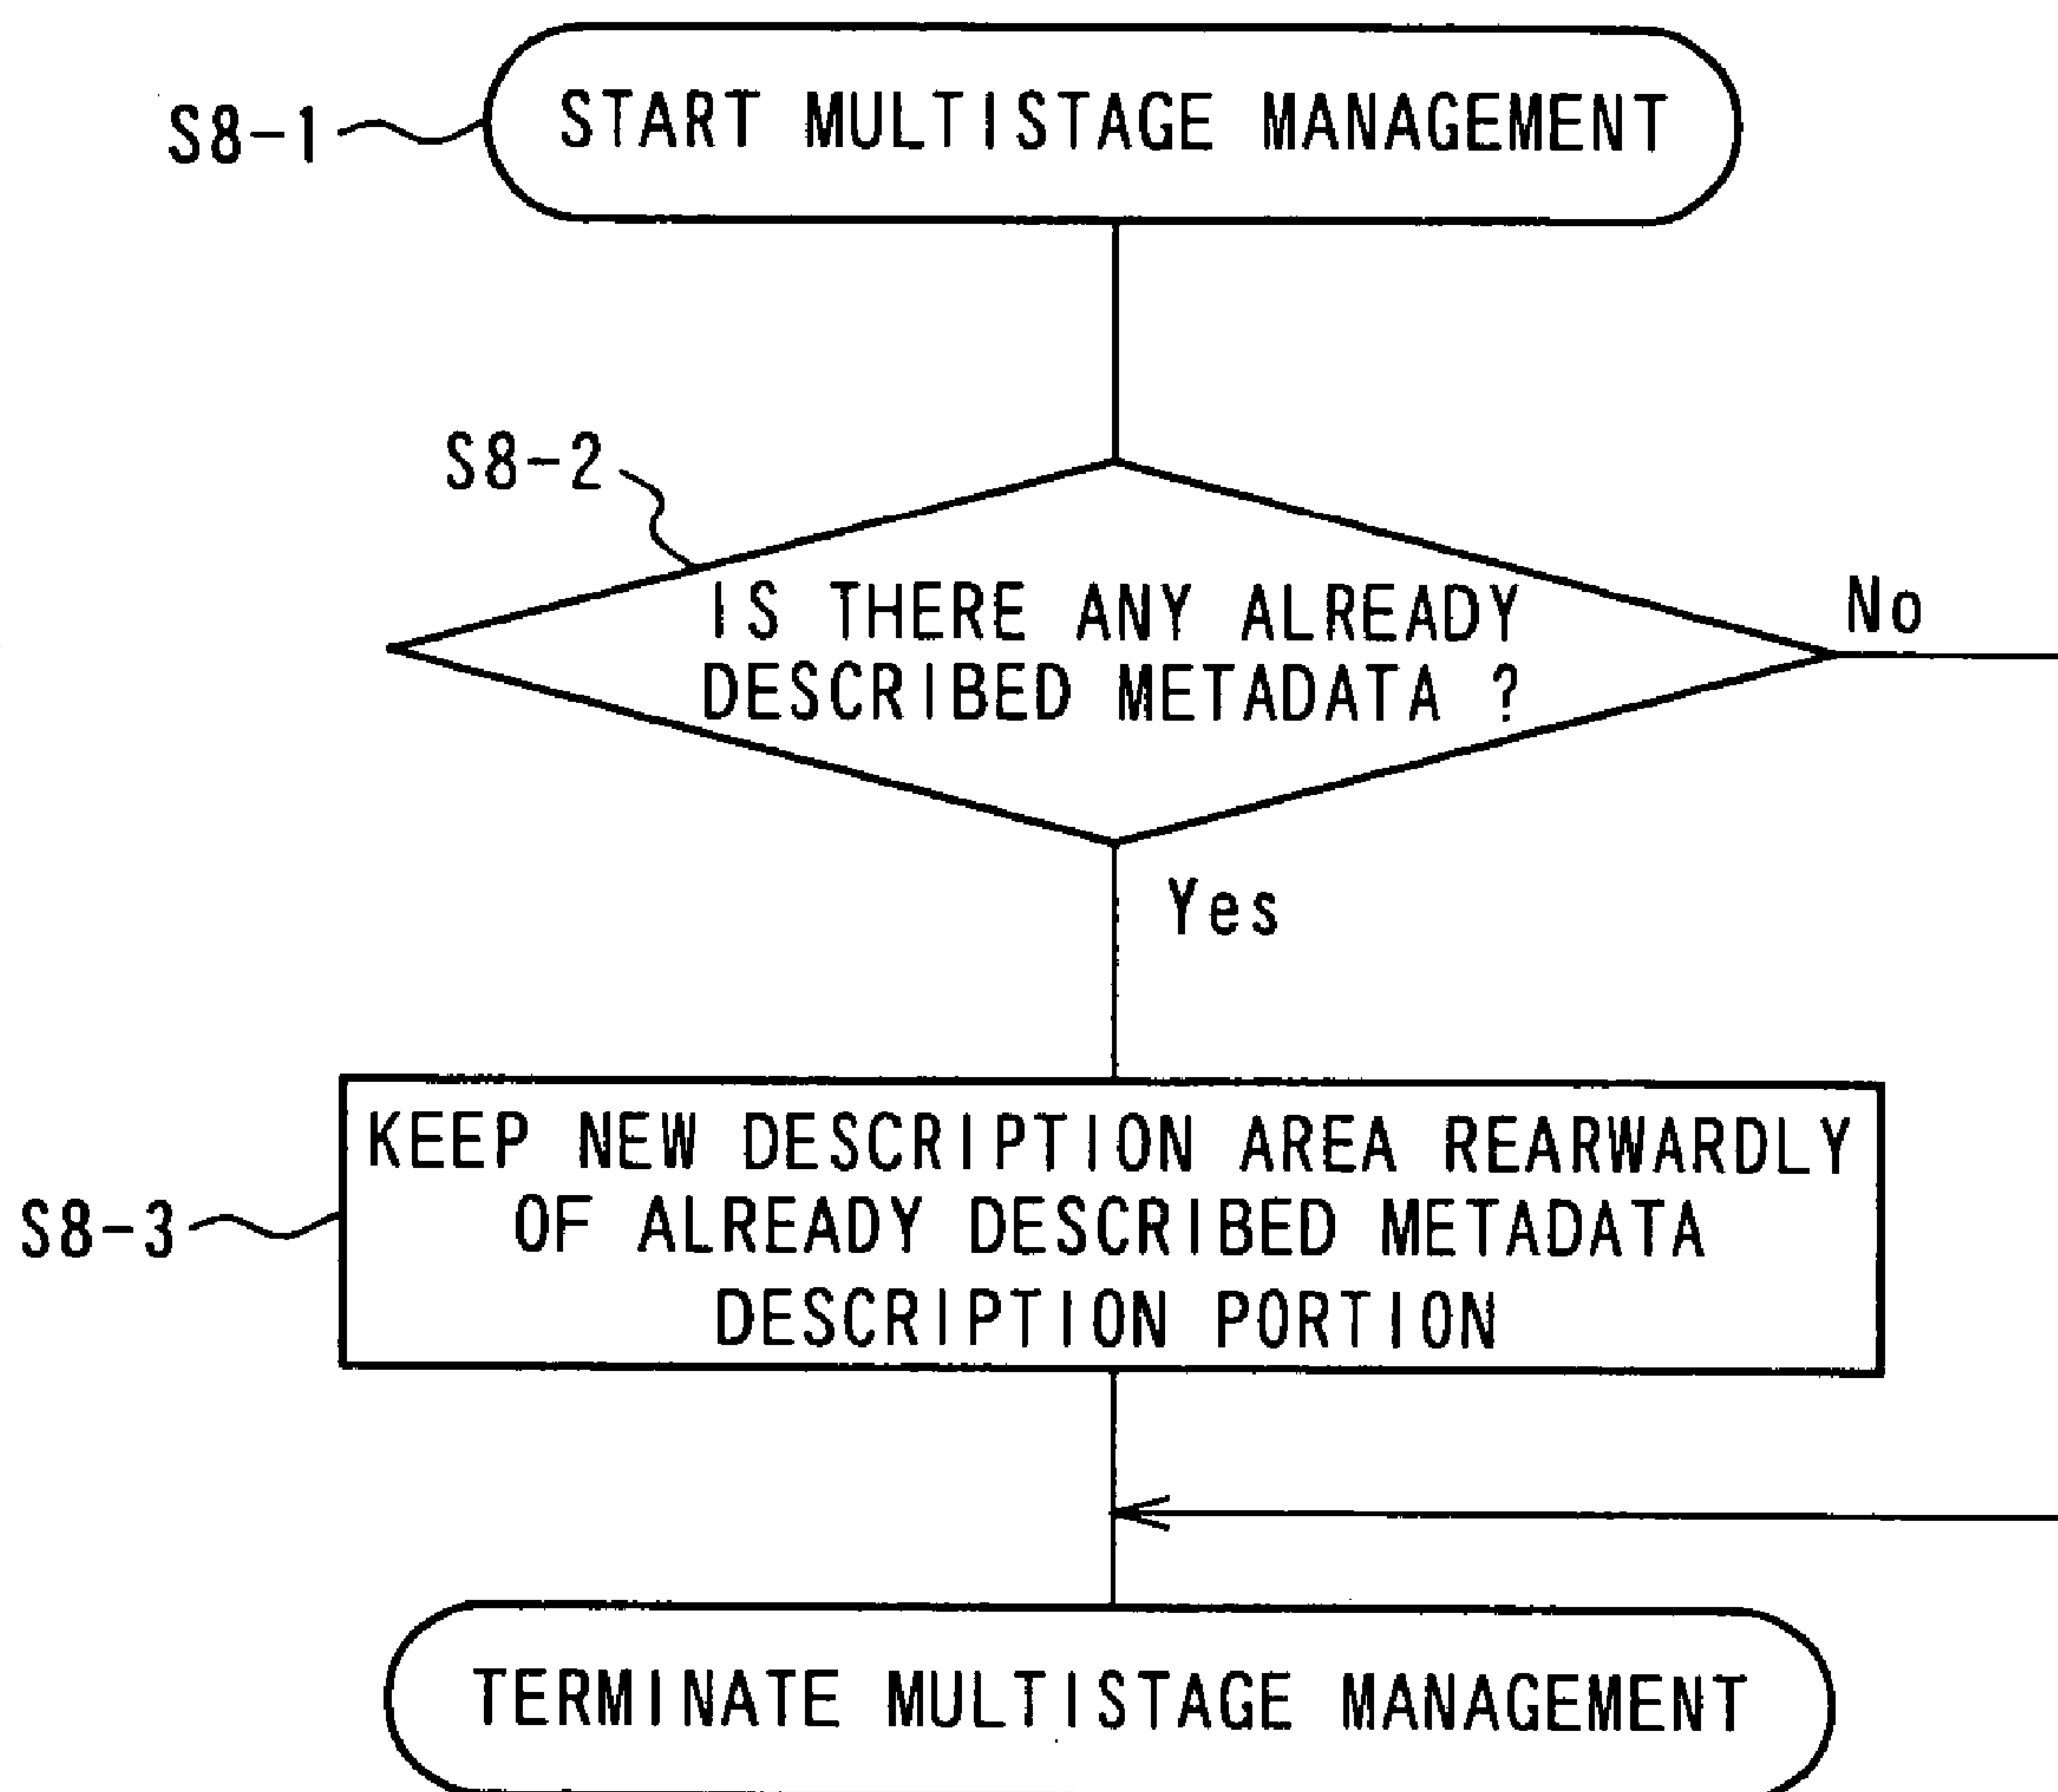 S8-1
START MULTISTAGE MANAGEMENT
S8-2
IS THERE ANY ALREADY
DESCRIBED METADATA ?
No
Yes
S8-3
KEEP NEW DESCRIPTION AREA REARWARDLY
OF ALREADY DESCRIBED METADATA
DESCRIPTION PORTION
TERMINATE MULTISTAGE MANAGEMENT